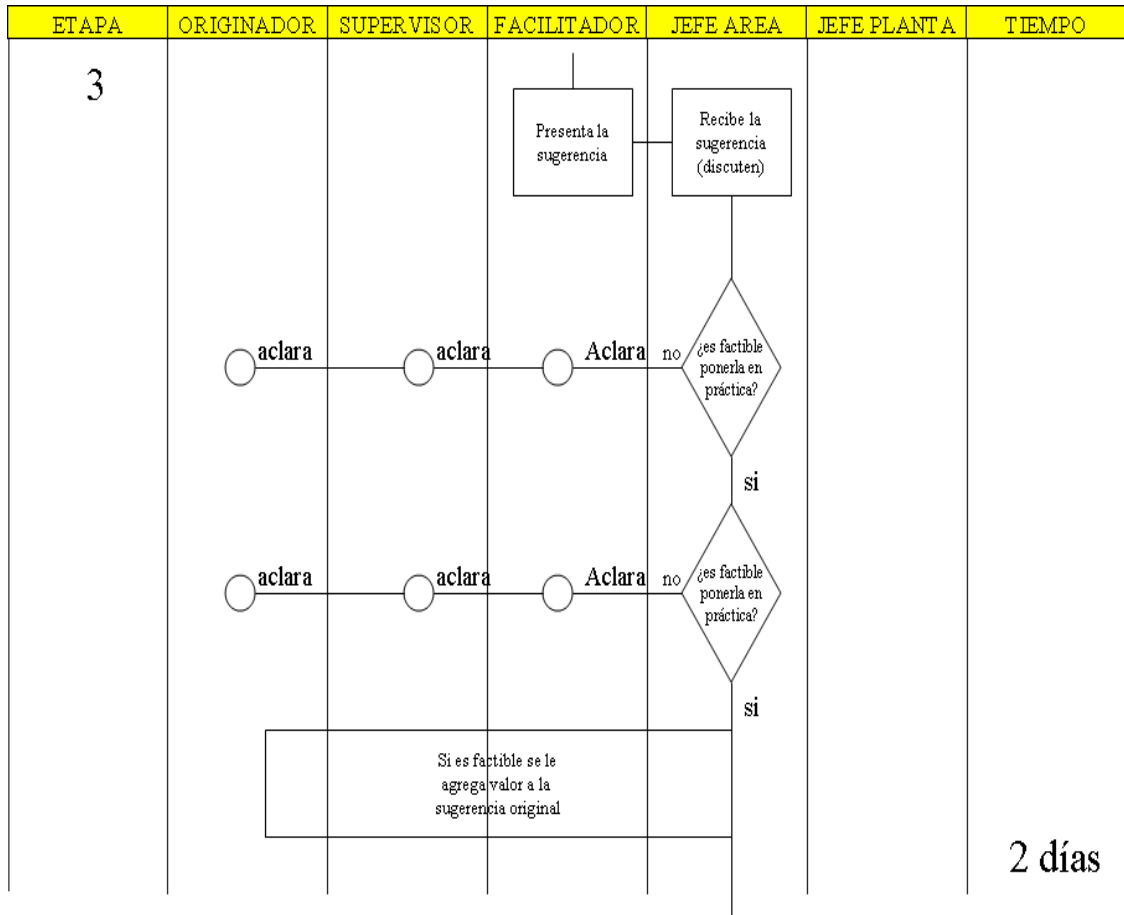 ETAPA ORIGINADOR SUPERVISOR FACILITADOR JEFE AREA JEFE PLANTA TIEMPO
3
Presenta la
sugerencia
Recibe la
sugerencia
(discuten)
aclara aclara Aclara no
¿es factible
ponerla en
práctica?
si
aclara aclara Aclara no
¿es factible
ponerla en
práctica?
si
Si es factible se le
agrega valor a la
sugerencia original
2 días